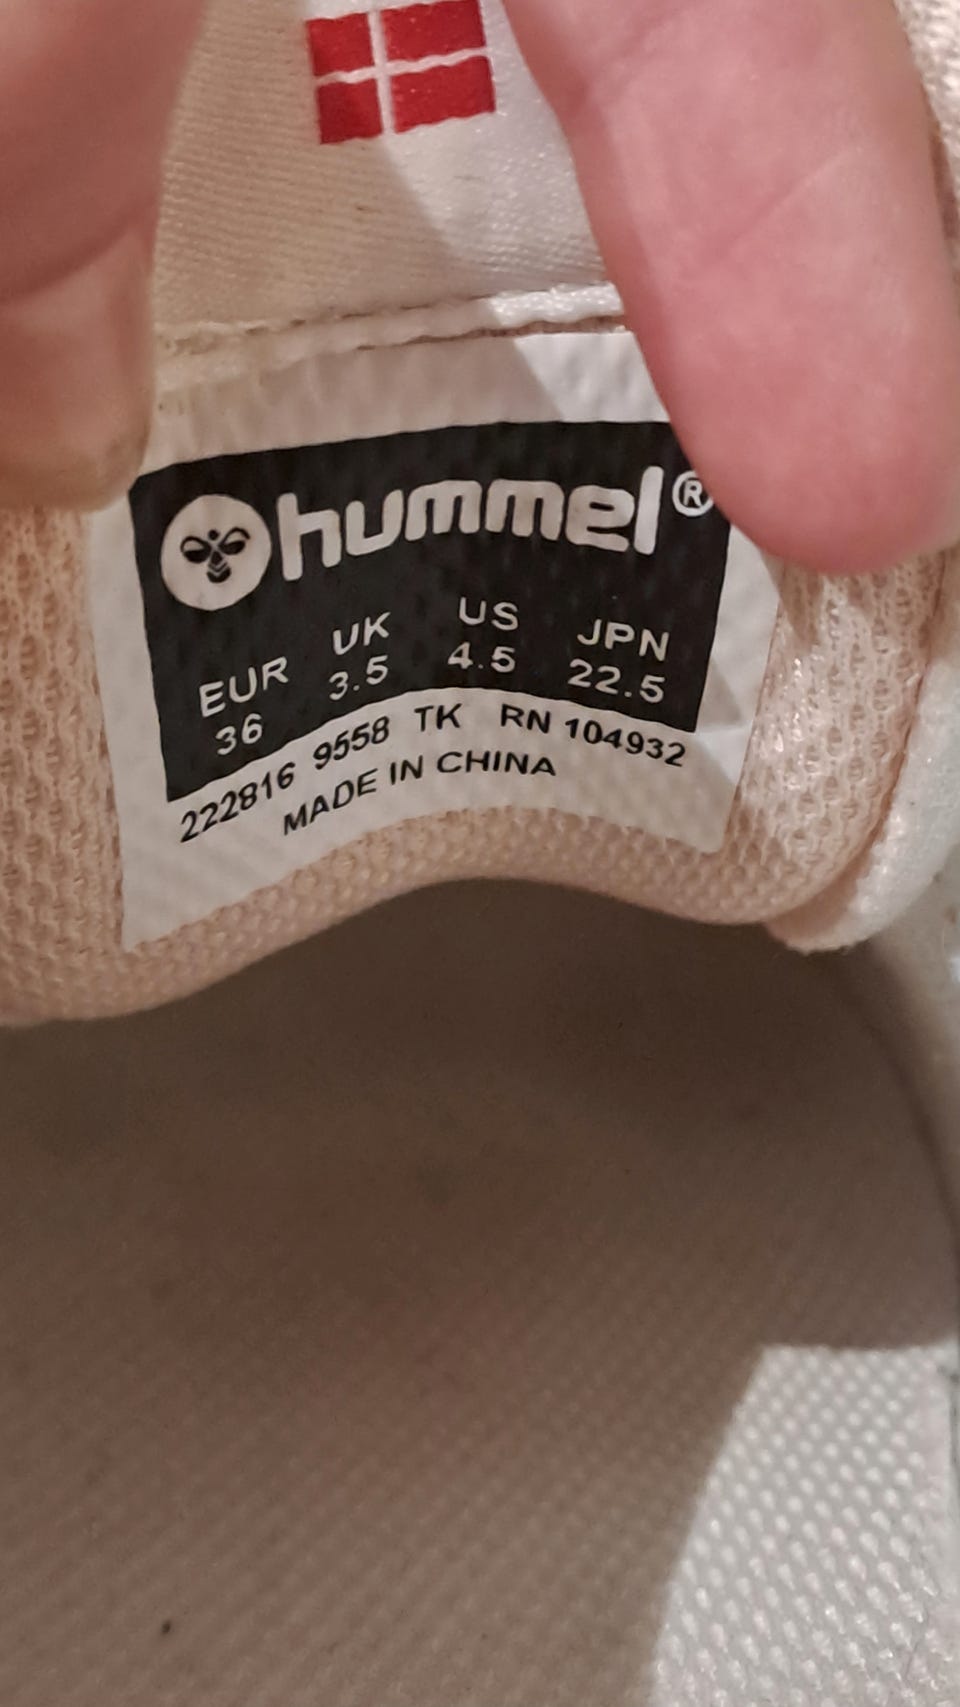 hummel®
EUR UK US JPN
36 3.5 4.5 22.5
222816 9558 TK RN 104932
MADE IN CHINA